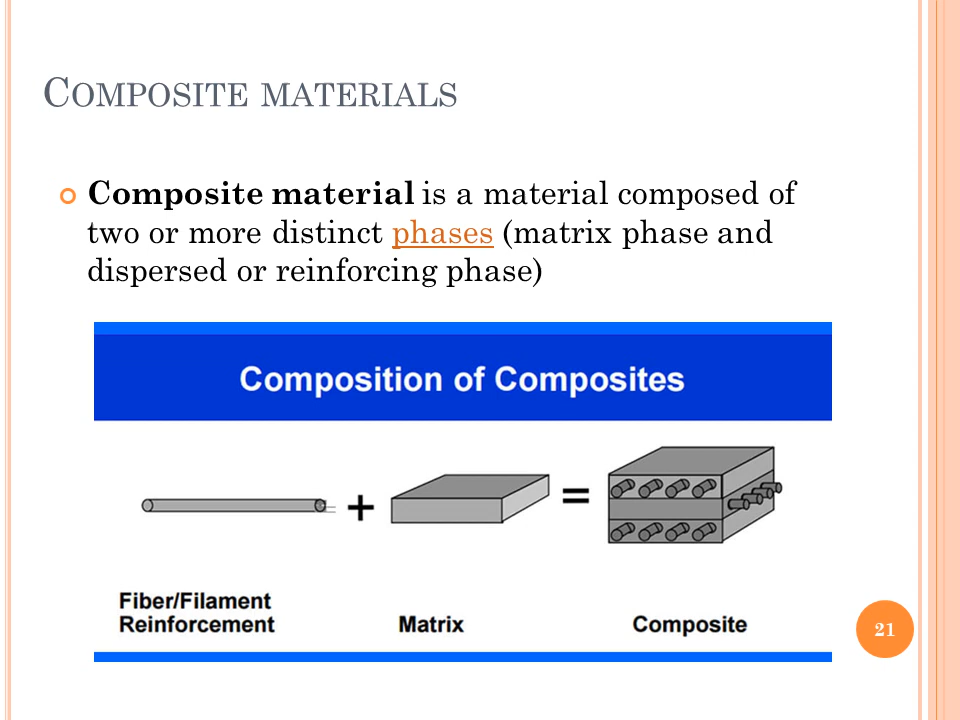 COMPOSITE MATERIALS
Composite material is a material composed of
two or more distinct phases (matrix phase and
dispersed or reinforcing phase)
Composition of Composites
+
=
Fiber/Filament
Reinforcement
Matrix
Composite
21